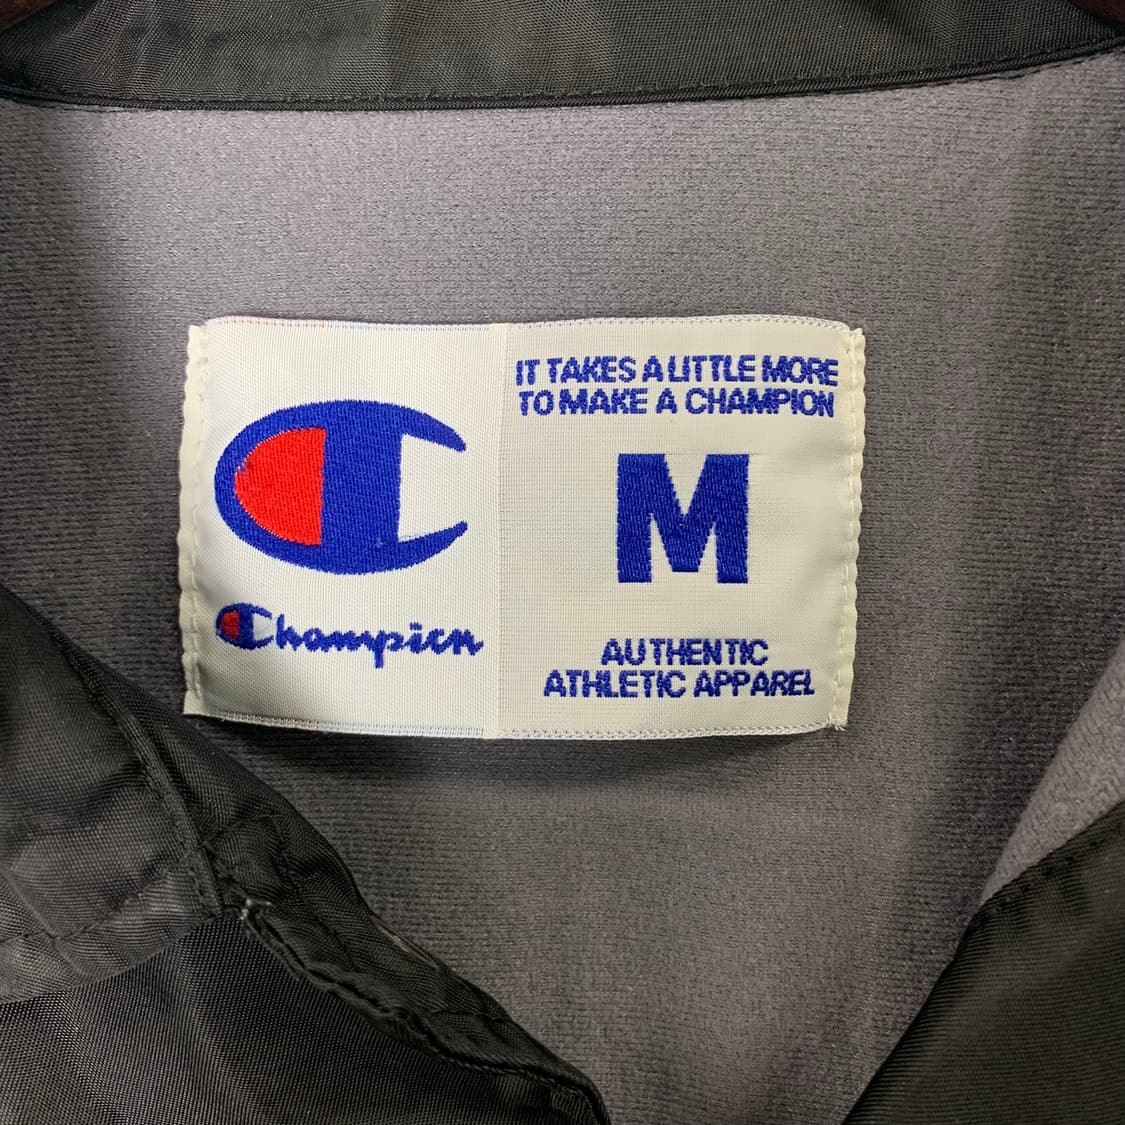 Champion
IT TAKES A LITTLE MORE
TO MAKE A CHAMPION
M
AUTHENTIC
ATHLETIC APPAREL